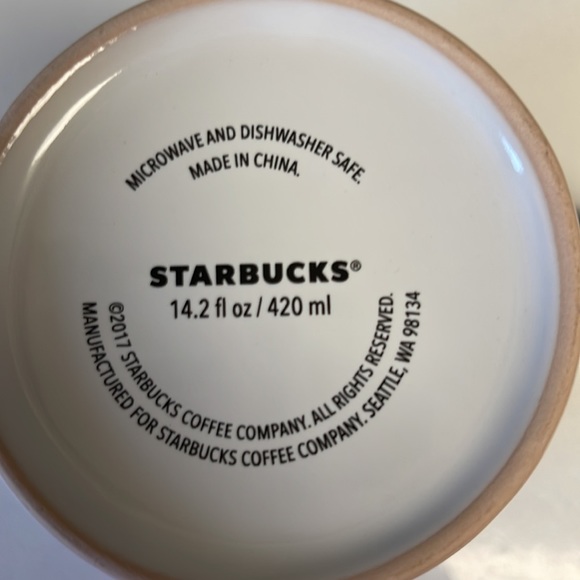 MICROWAVE AND DISHWASHER SAFE.
MADE IN CHINA.
STARBUCKS®
14.2 fl oz / 420 ml
©2017 STARBUCKS COFFEE COMPANY. ALL RIGHTS RESERVED.
MANUFACTURED FOR STARBUCKS COFFEE COMPANY. SEATTLE, WA 98134